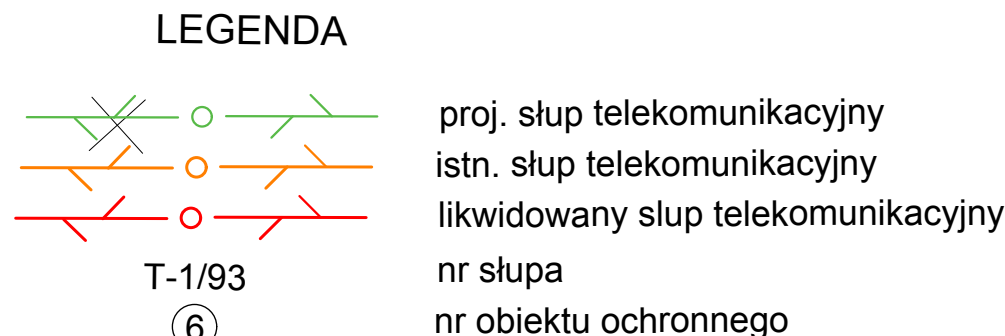 LEGENDA
proj. słup telekomunikacyjny
istn. słup telekomunikacyjny
likwidowany slup telekomunikacyjny
T-1/93 nr słupa
6 nr obiektu ochronnego